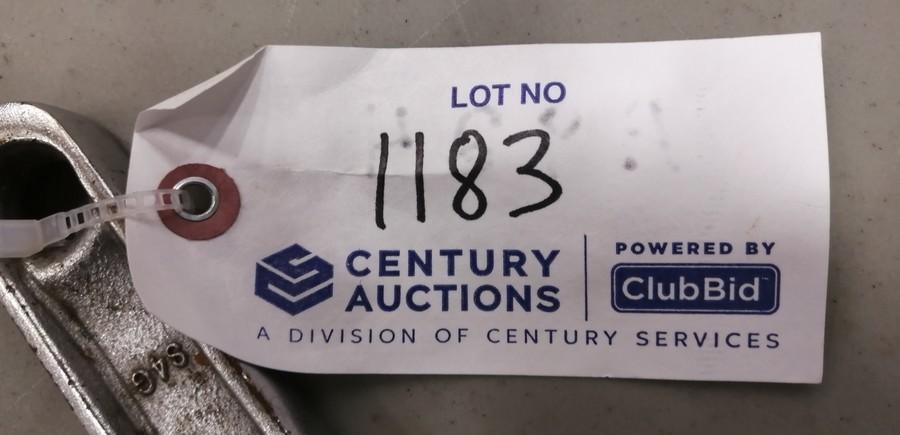 LOT NO
1183
CENTURY
AUCTIONS
POWERED BY
ClubBid
A DIVISION OF CENTURY SERVICES